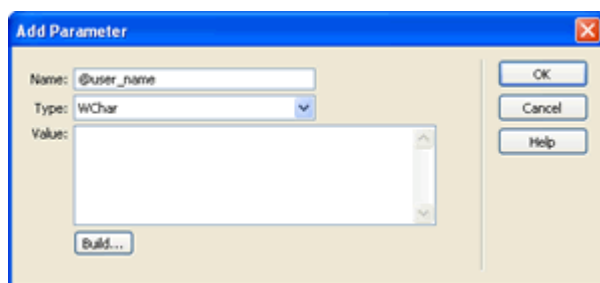 Add Parameter
Name: @user_name
OK
Type: WChar
Cancel
Value:
Help
Build...